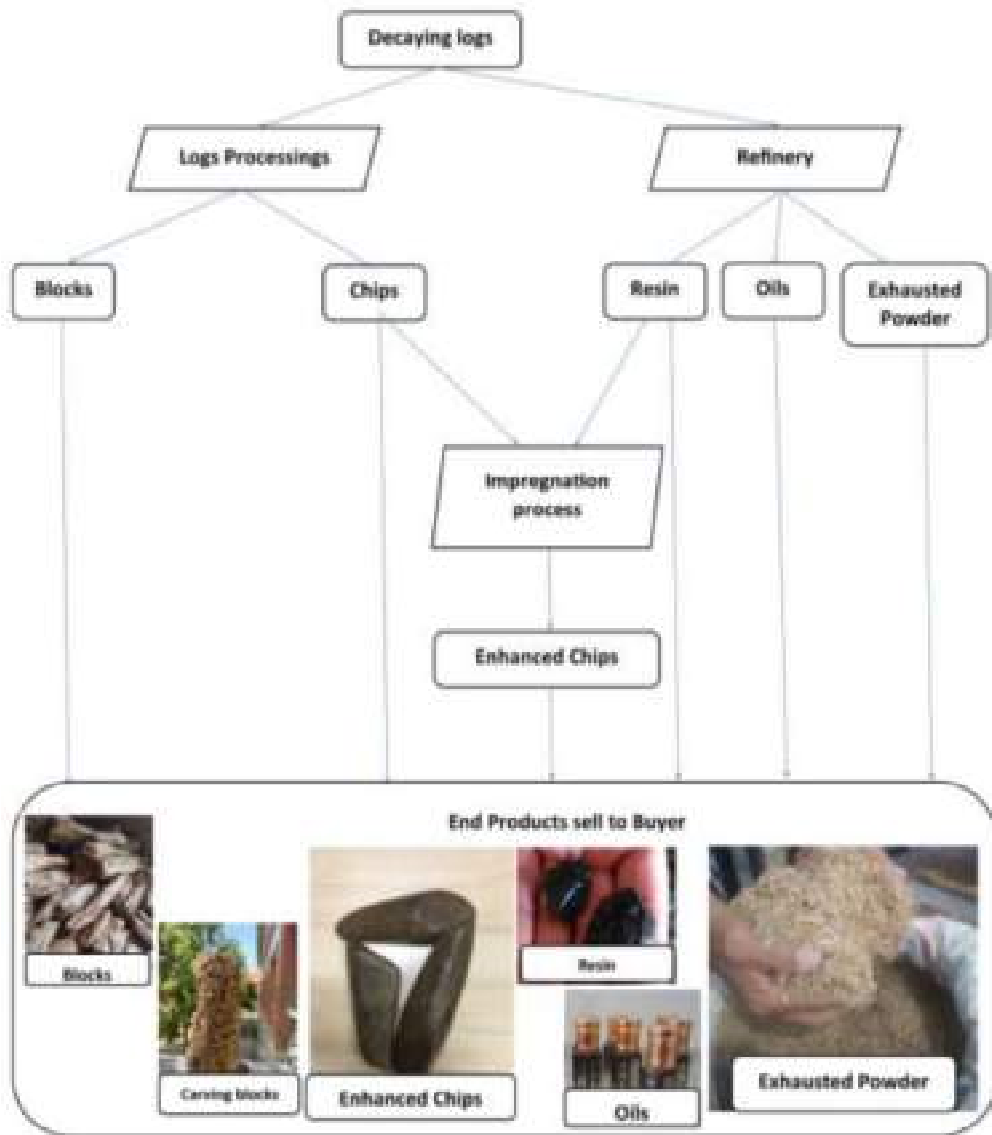 Decaying logs
Logs Processings
Refinery
Blocks
Chips
Resin
Oils
Exhausted
Powder
Impregnation
process
Enhanced Chips
End Products sell to Buyer
Blocks
Carving blocks
Enhanced Chips
Resin
Oils
Exhausted Powder